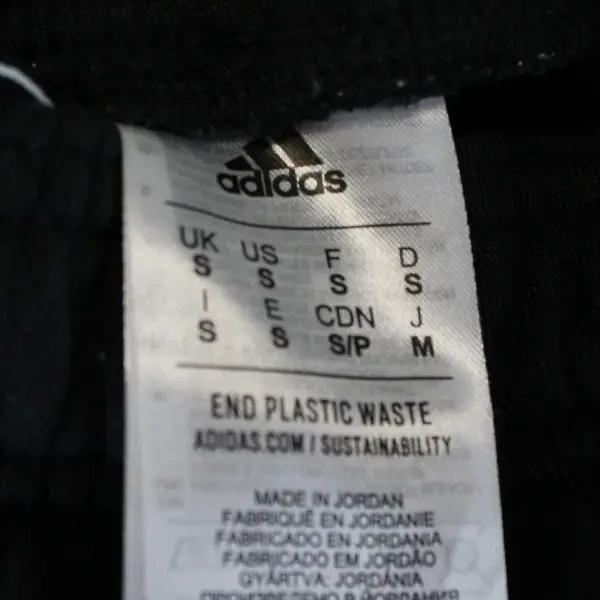 adidas
UK US F D
S S S S
I E CDN J
S S S/P M
END PLASTIC WASTE
ADIDAS.COM / SUSTAINABILITY
MADE IN JORDAN
FABRIQUÉ EN JORDANIE
FABRICADO EN JORDANIA
FABRICADO EM JORDÃO
GYÁRTVA: JORDÁNIA